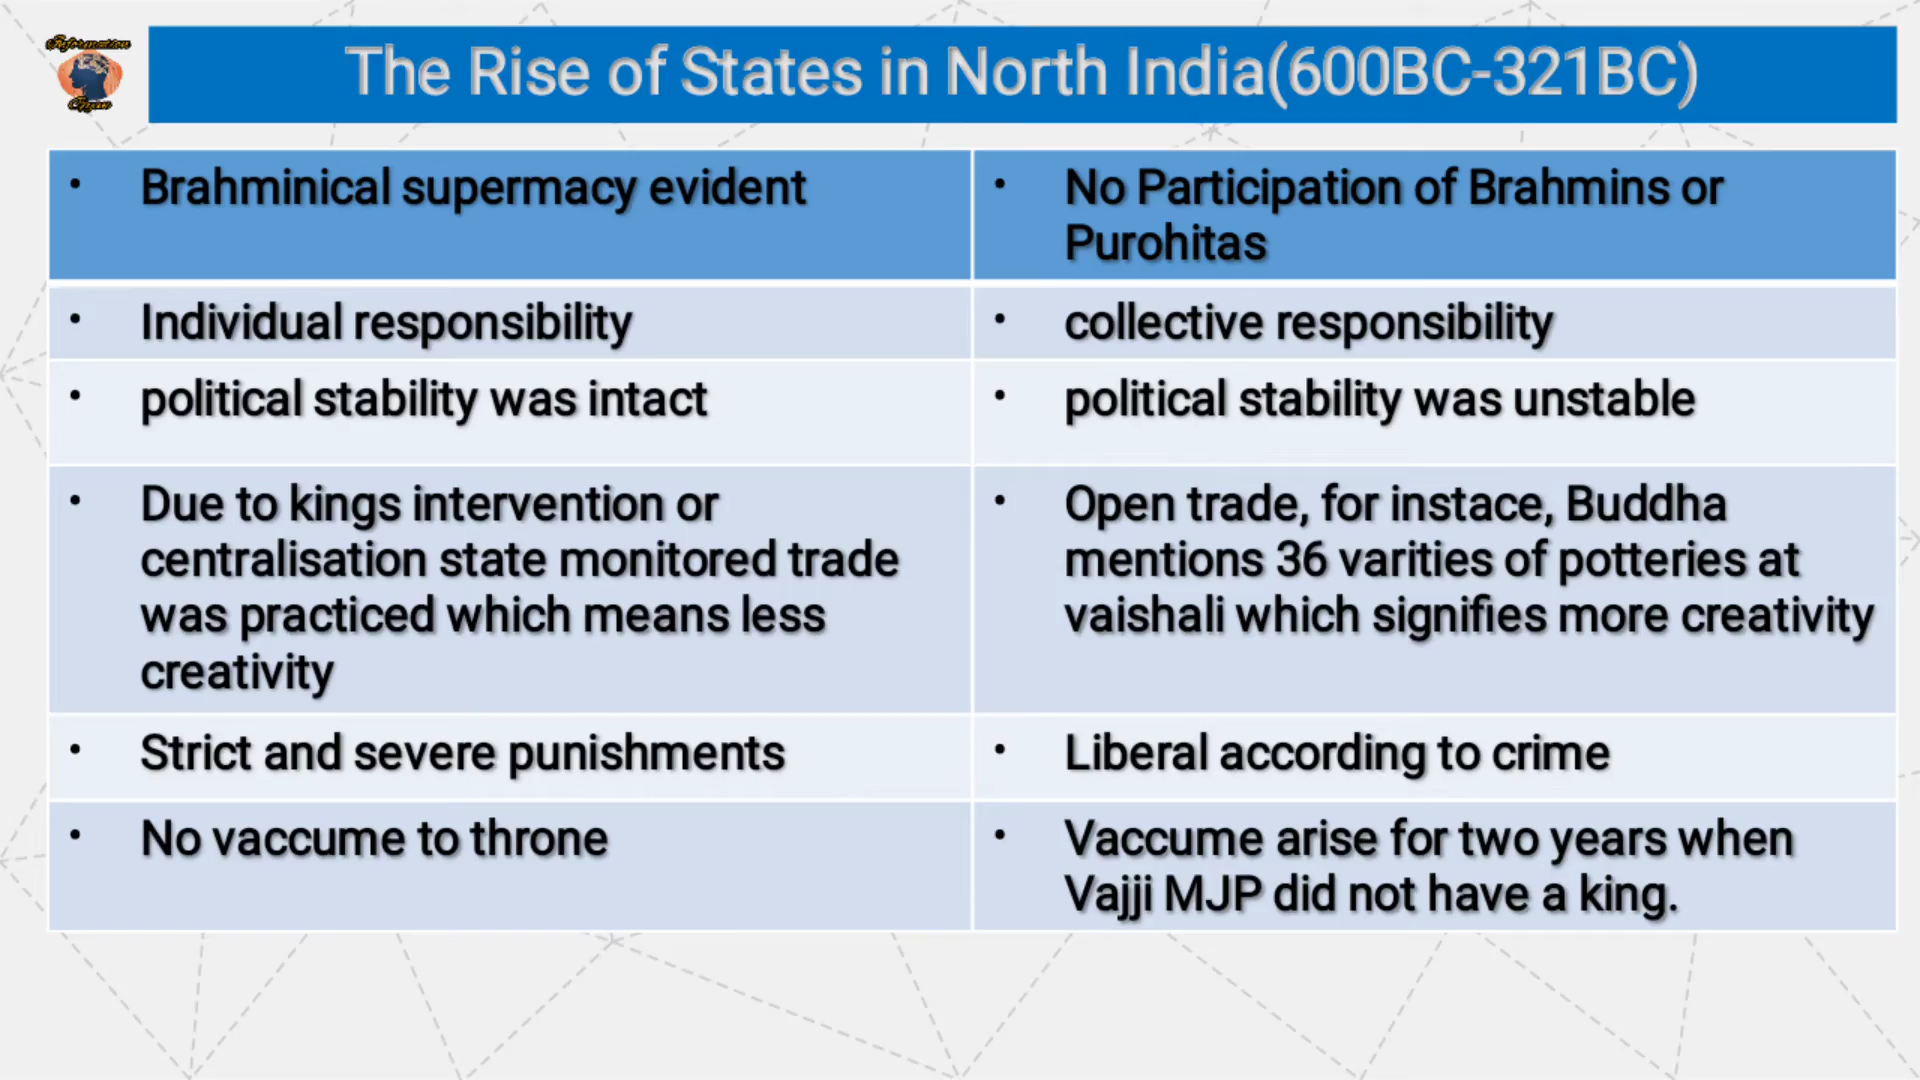 Information
The Rise of States in North India(600BC-321BC)
• Brahminical supermacy evident
• No Participation of Brahmins or
Purohitas
• Individual responsibility
• collective responsibility
• political stability was intact
• political stability was unstable
• Due to kings intervention or
centralisation state monitored trade
was practiced which means less
creativity
• Open trade, for instace, Buddha
mentions 36 varities of potteries at
vaishali which signifies more creativity
• Strict and severe punishments
• Liberal according to crime
• No vaccume to throne
• Vaccume arise for two years when
Vajji MJP did not have a king.